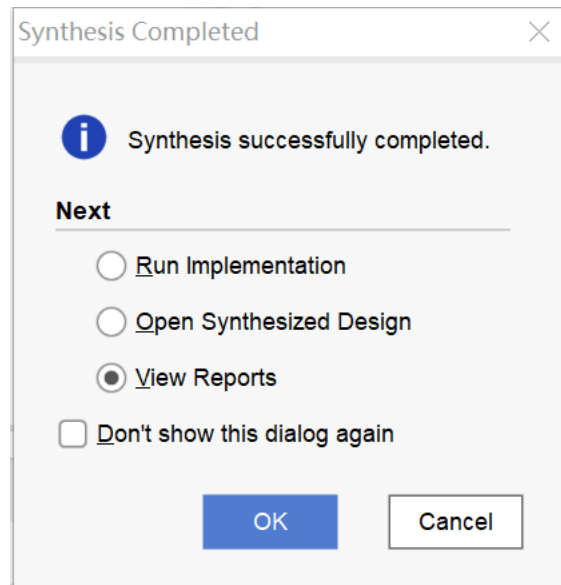 Synthesis Completed
Synthesis successfully completed.
Next
Run Implementation
Open Synthesized Design
View Reports
Don't show this dialog again
OK
Cancel